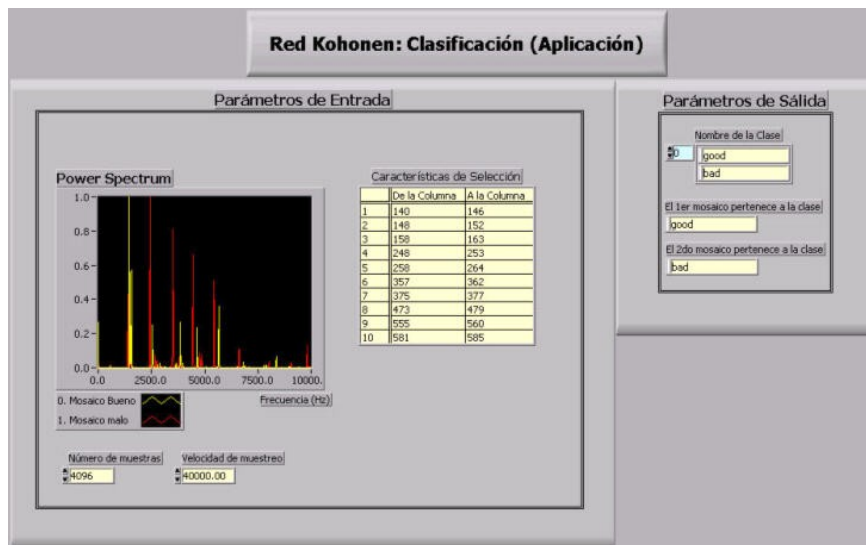 Red Kohonen: Clasificación (Aplicación)
Parámetros de Entrada
Power Spectrum
1.0
0.8
0.6
0.4
0.2
0.0
0.0 2500.0 5000.0 7500.0 10000.
Frecuencia (Hz)
0. Mosaico Bueno
1. Mosaico malo
Número de muestras
4096
Velocidad de muestreo
40000.00
Características de Selección
De la Columna A la Columna
1 140 146
2 148 152
3 158 163
4 248 253
5 258 264
6 357 362
7 375 377
8 473 479
9 555 560
10 581 585
Parámetros de Sálida
Nombre de la Clase
0
good
bad
El 1er mosaico pertenece a la clase
good
El 2do mosaico pertenece a la clase
bad